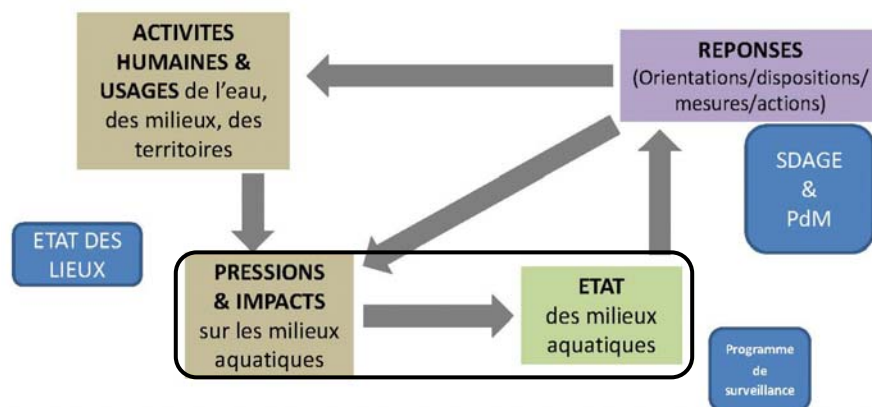 ACTIVITES
HUMAINES &
USAGES de l'eau,
des milieux, des
territoires
REPONSES
(Orientations/dispositions/
mesures/actions)
SDAGE
&
PdM
ETAT DES
LIEUX
PRESSIONS
& IMPACTS
sur les milieux
aquatiques
ETAT
des milieux
aquatiques
Programme
de
surveillance